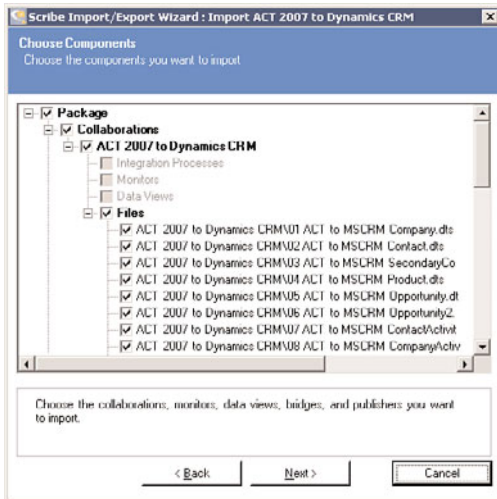 Scribe Import/Export Wizard : Import ACT 2007 to Dynamics CRM
Choose Components
Choose the components you want to import
Package
Collaborations
ACT 2007 to Dynamics CRM
Integration Processes
Monitors
Data Views
Files
ACT 2007 to Dynamics CRM\01 ACT to MSCRM Company.dts
ACT 2007 to Dynamics CRM\02 ACT to MSCRM Contact.dts
ACT 2007 to Dynamics CRM\03 ACT to MSCRM SecondaryCo
ACT 2007 to Dynamics CRM\04 ACT to MSCRM Product.dts
ACT 2007 to Dynamics CRM\05 ACT to MSCRM Opportunity.dt
ACT 2007 to Dynamics CRM\06 ACT to MSCRM Opportunity2.
ACT 2007 to Dynamics CRM\07 ACT to MSCRM ContactActivit
ACT 2007 to Dynamics CRM\08 ACT to MSCRM CompanyActiv
Choose the collaborations, monitors, data views, bridges, and publishers you want
to import.
< Back Next > Cancel